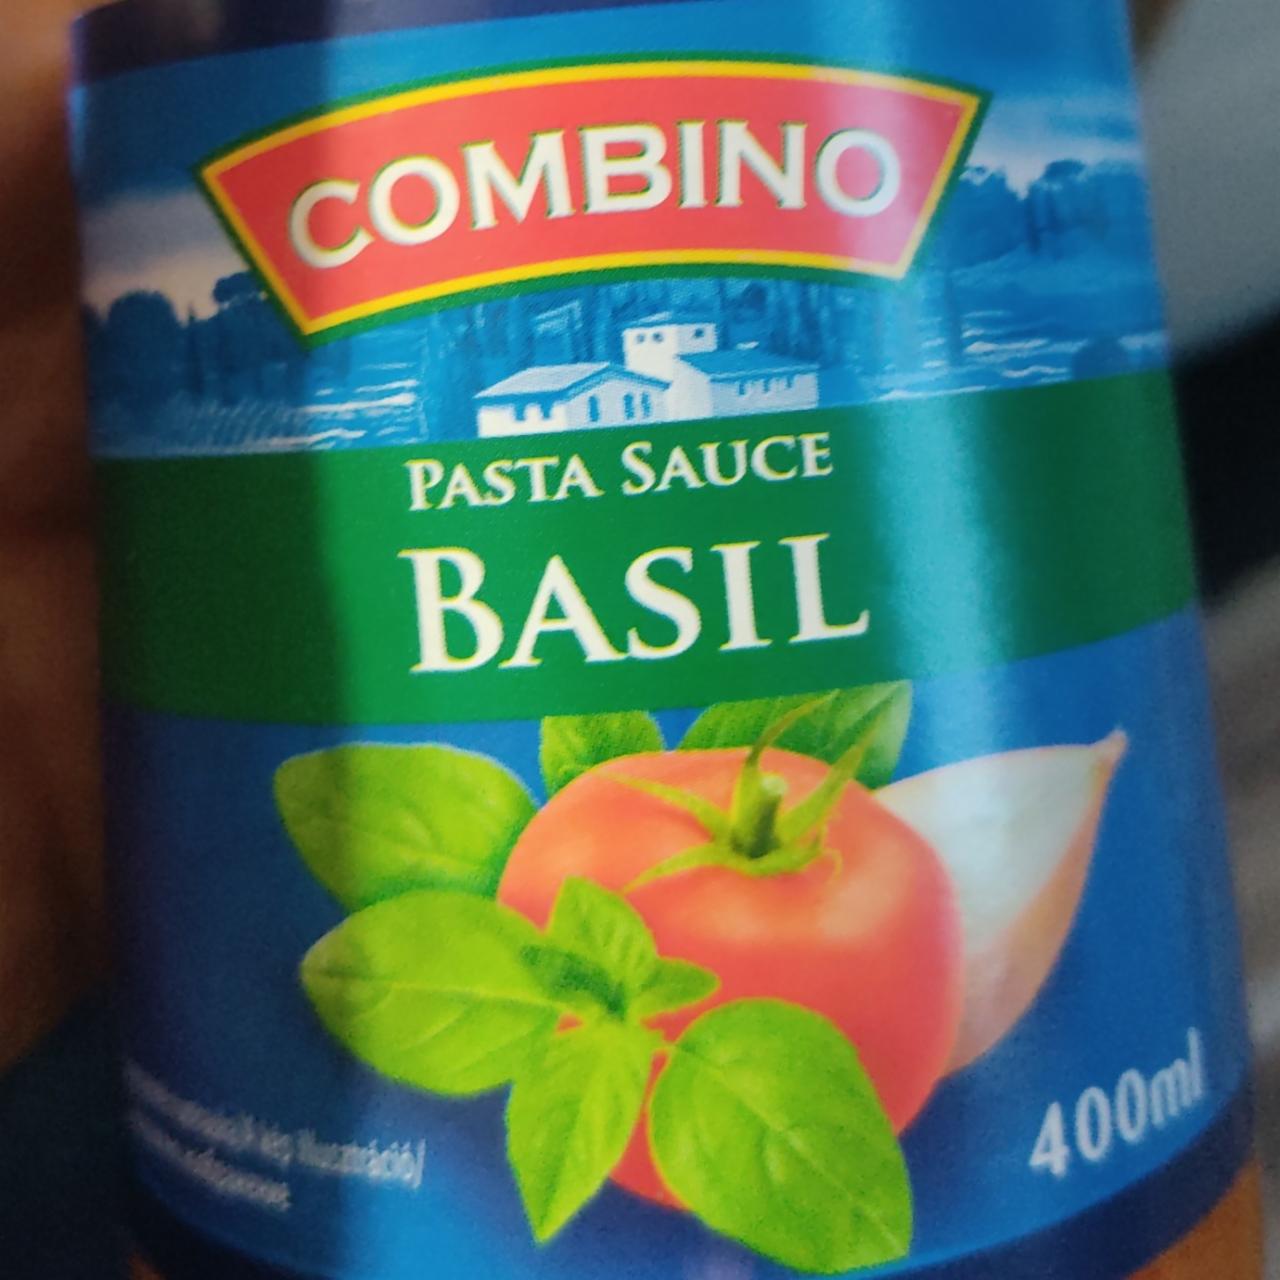 COMBINO
PASTA SAUCE
BASIL
400ml